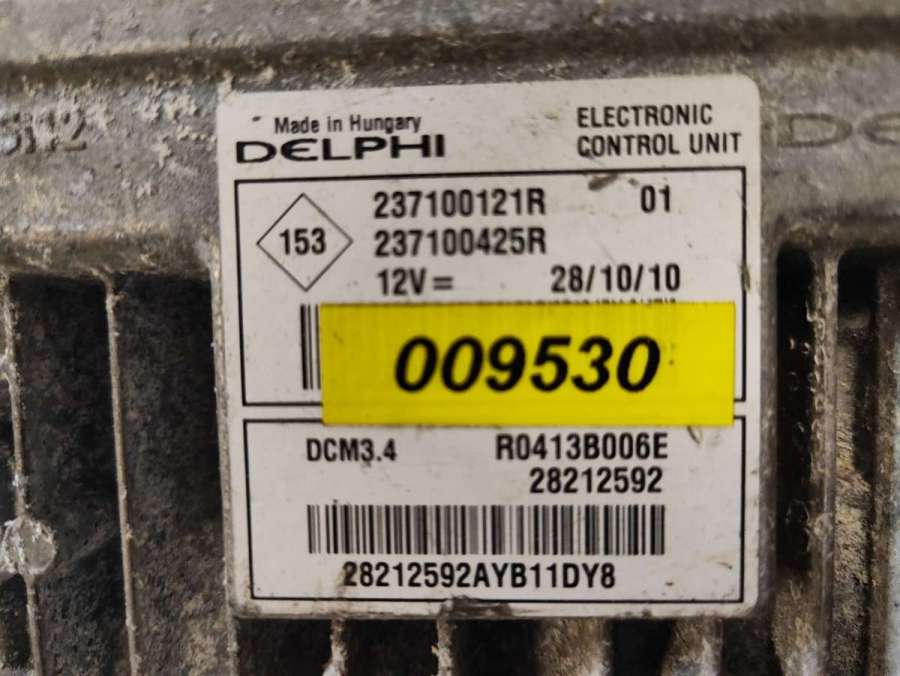 Made in Hungary
DELPHI
ELECTRONIC
CONTROL UNIT
153
237100121R 01
237100425R
12V= 28/10/10
009530
DCM3.4 R0413B006E
28212592
28212592AYB11DY8